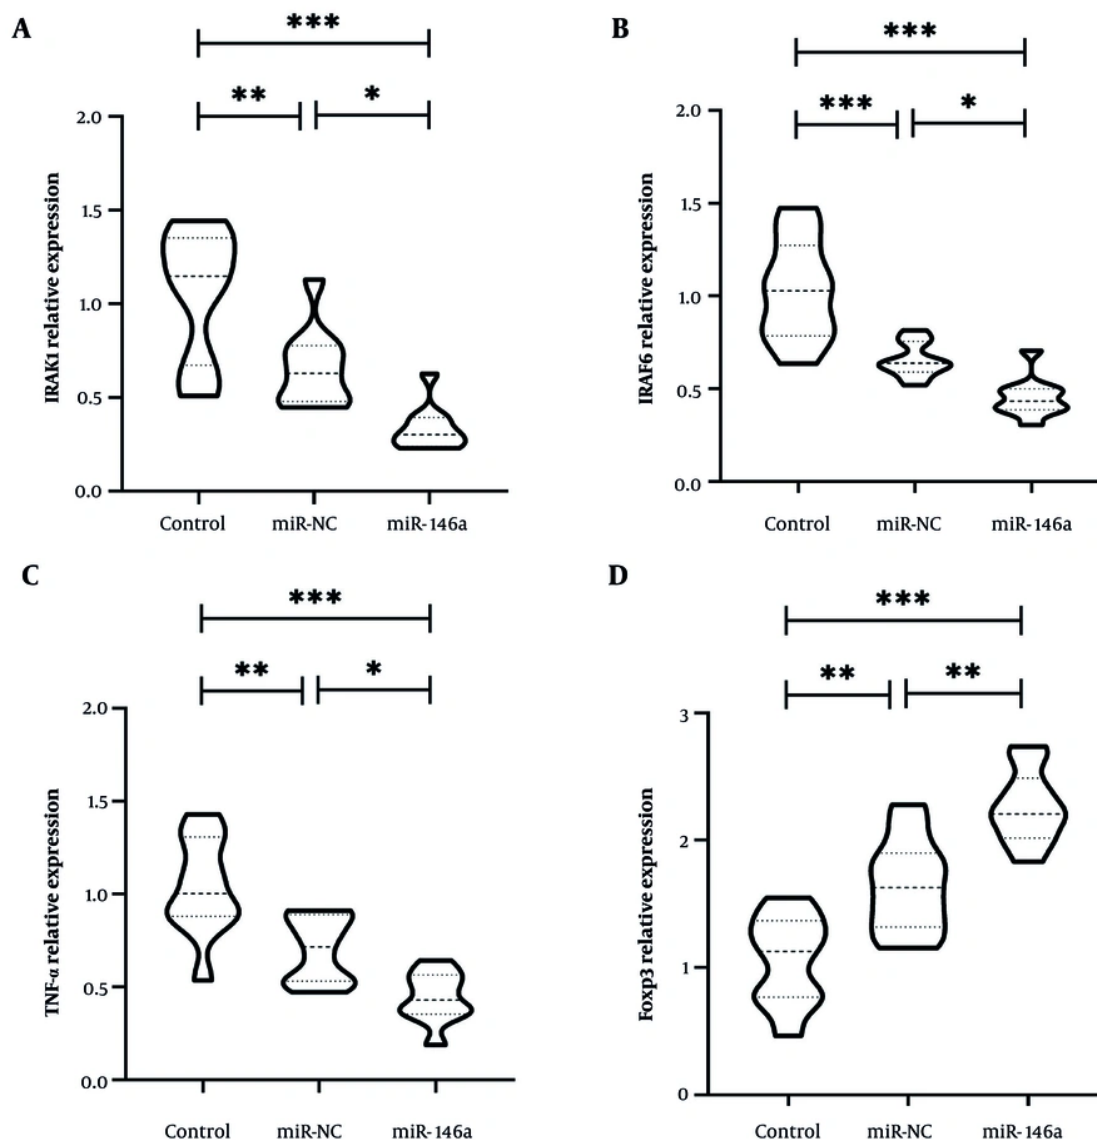 A
***
** *
2.0
1.5
1.0
0.5
0.0
IRAK1 relative expression
Control miR-NC miR-146a
B
***
*** *
2.0
1.5
1.0
0.5
0.0
IRAF6 relative expression
Control miR-NC miR-146a
C
***
** *
2.0
1.5
1.0
0.5
0.0
TNF-α relative expression
Control miR-NC miR-146a
D
***
** **
3
2
1
0
Foxp3 relative expression
Control miR-NC miR-146a